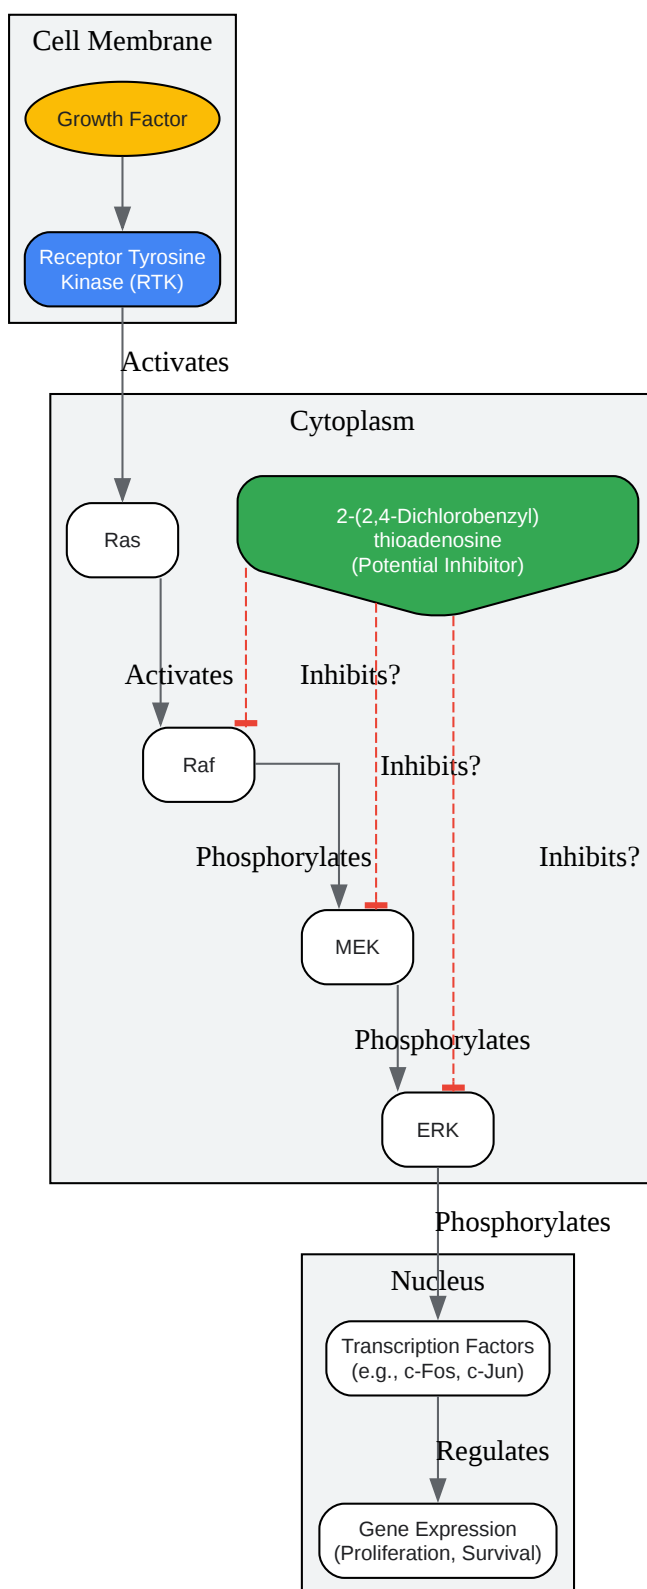 Cell Membrane
Growth Factor
Receptor Tyrosine
Kinase (RTK)
Activates
Cytoplasm
2-(2,4-Dichlorobenzyl)
thioadenosine
(Potential Inhibitor)
Ras
Activates
Inhibits?
Raf
Inhibits?
Phosphorylates
Inhibits?
MEK
Phosphorylates
ERK
Phosphorylates
Nucleus
Transcription Factors
(e.g., c-Fos, c-Jun)
Regulates
Gene Expression
(Proliferation, Survival)